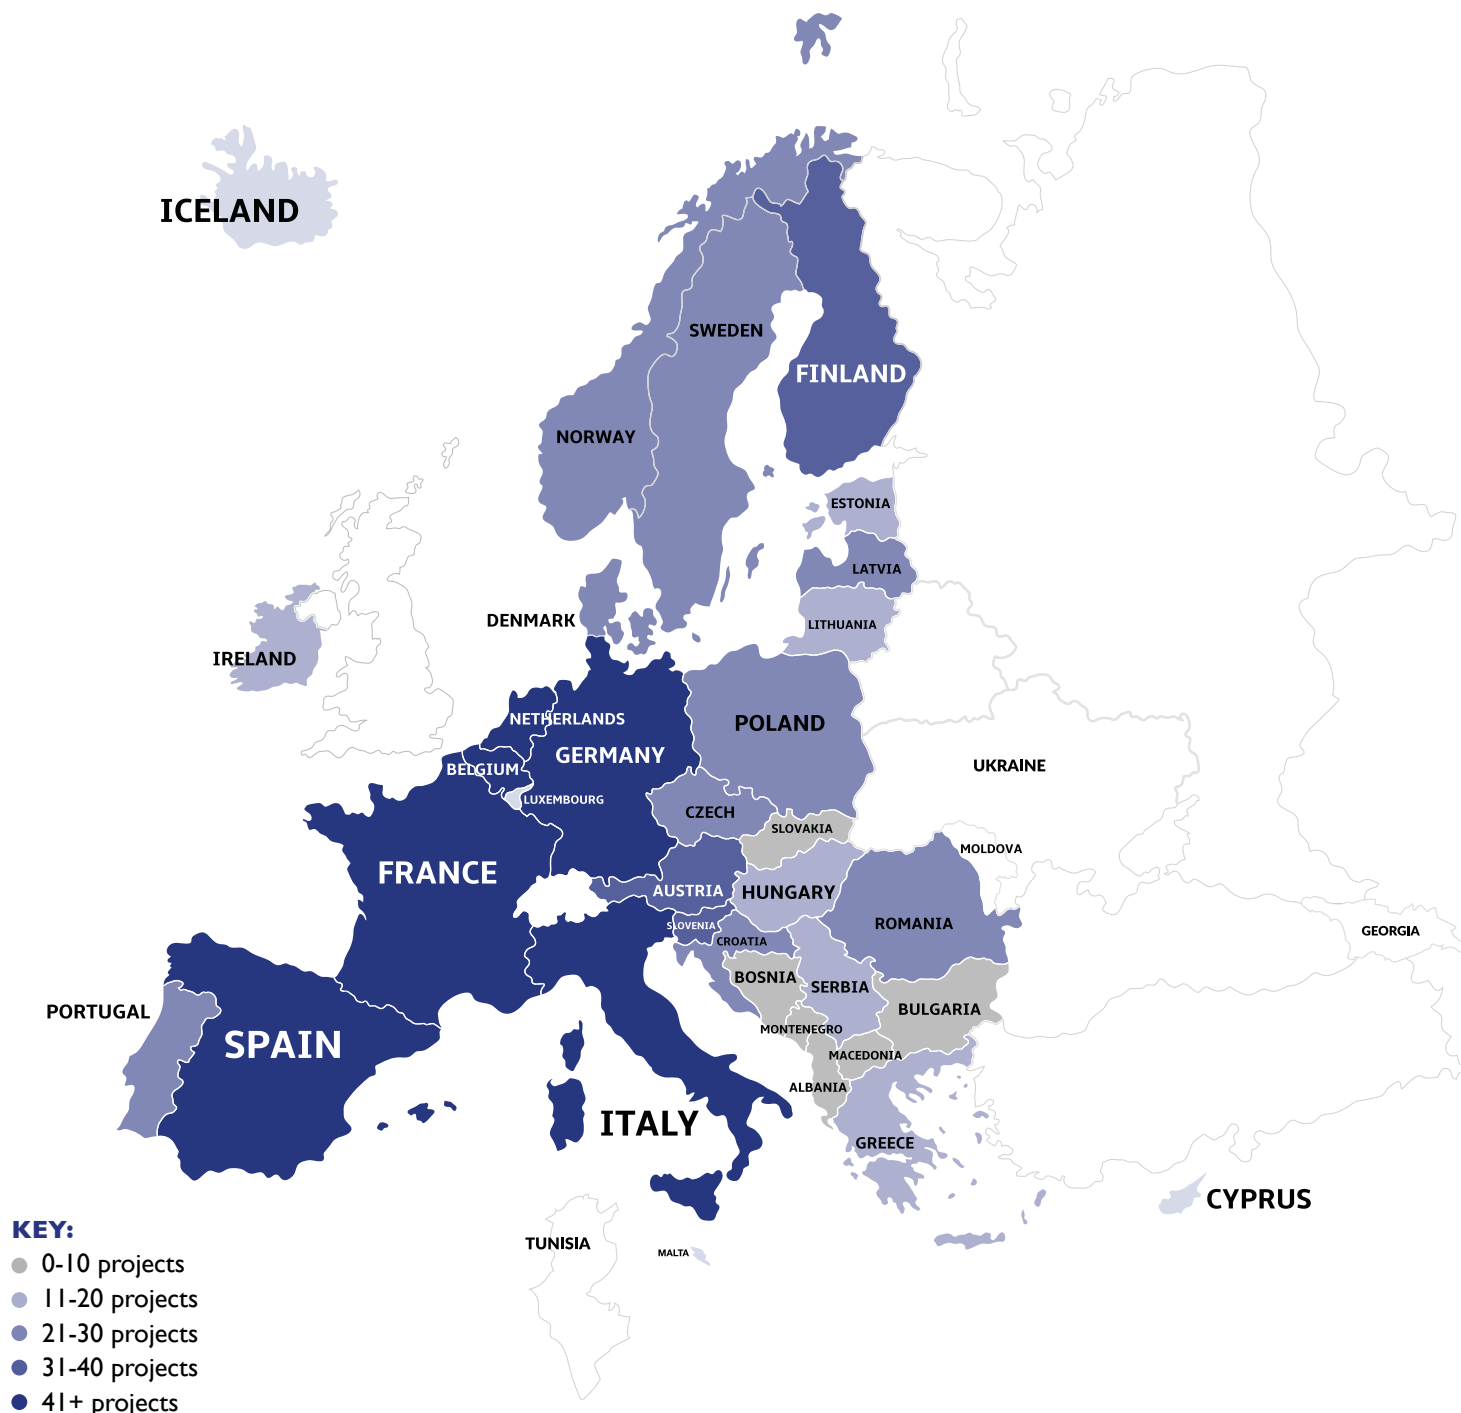 ICELAND
SWEDEN
FINLAND
NORWAY
ESTONIA
LATVIA
DENMARK
LITHUANIA
IRELAND
NETHERLANDS
POLAND
GERMANY
UKRAINE
BELGIUM
LUXEMBOURG
CZECH
SLOVAKIA
MOLDOVA
FRANCE
AUSTRIA
HUNGARY
SLOVENIA
ROMANIA
GEORGIA
CROATIA
BOSNIA
SERBIA
BULGARIA
PORTUGAL
MONTENEGRO
SPAIN
MACEDONIA
ALBANIA
ITALY
GREECE
CYPRUS
TUNISIA
MALTA
KEY:
0-10 projects
11-20 projects
21-30 projects
31-40 projects
41+ projects